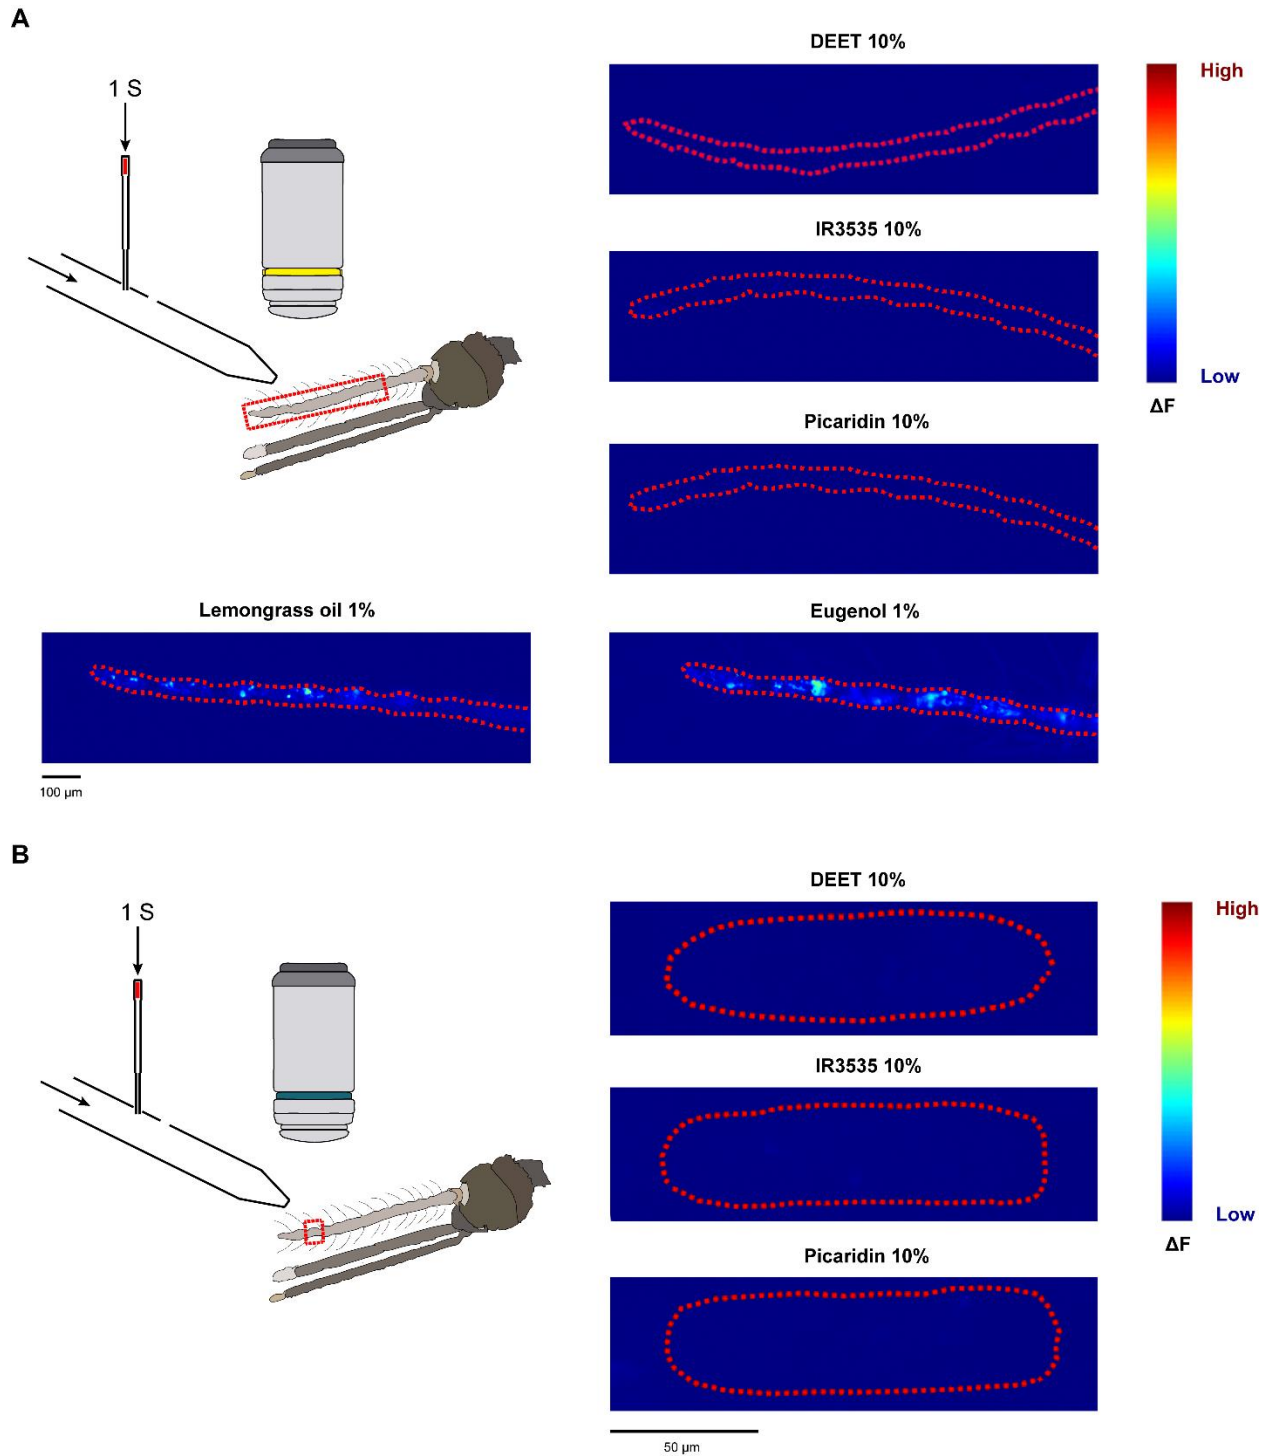 A
1 S
DEET 10%
High
IR3535 10%
Low
ΔF
Picaridin 10%
Lemongrass oil 1%
Eugenol 1%
100 µm
B
1 S
DEET 10%
High
IR3535 10%
Low
ΔF
Picaridin 10%
50 µm